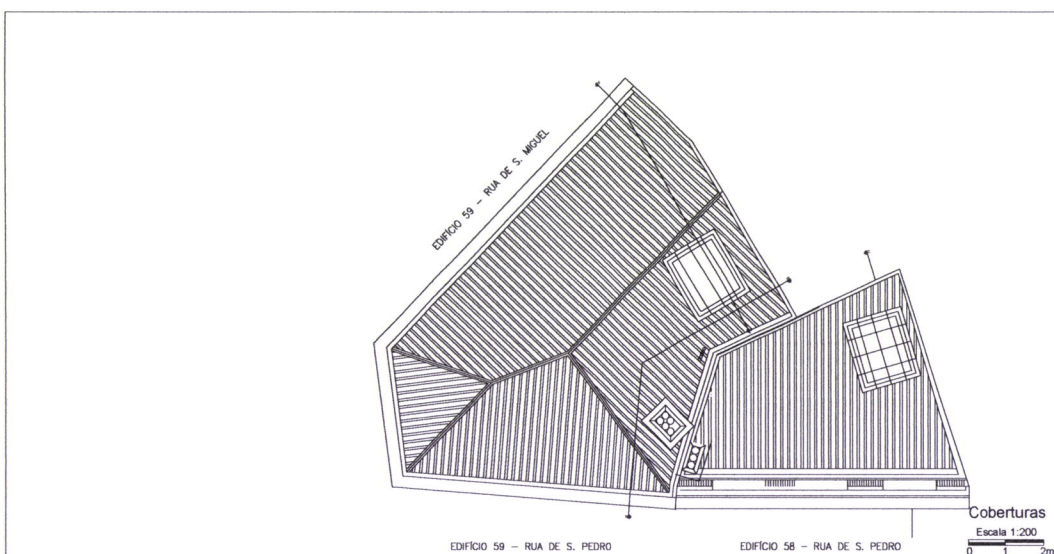 EDIFÍCIO 59 – RUA DE S. MIGUEL
EDIFÍCIO 59 – RUA DE S. PEDRO
EDIFÍCIO 58 – RUA DE S. PEDRO
Coberturas
Escala 1:200
0 1 2m